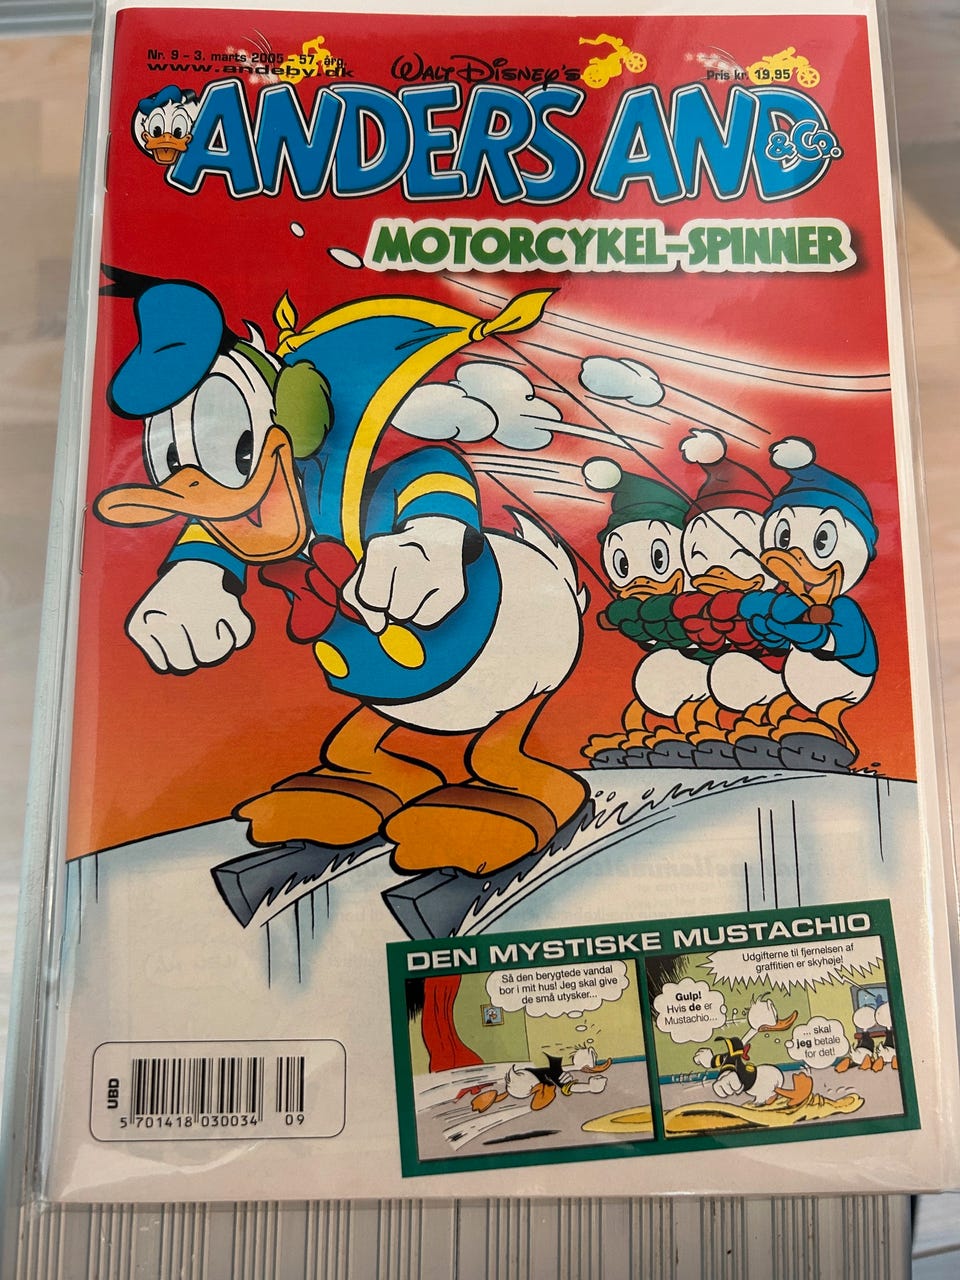 Nr. 9 - 3. marts 2005 - 57. årg.
www.andeby.dk
WALT DISNEY'S
Pris kr. 19,95
ANDERS AND
& Co.
MOTORCYKEL-SPINNER
DEN MYSTISKE MUSTACHIO
Så den berygtede vandal
bor i mit hus! Jeg skal give
de små utysker...
Udgifterne til fjernelsen af
graffitien er skyhøje!
Gulp!
Hvis de er
Mustachio...
... skal
jeg betale
for det!
UBD
5 701418 030034 09